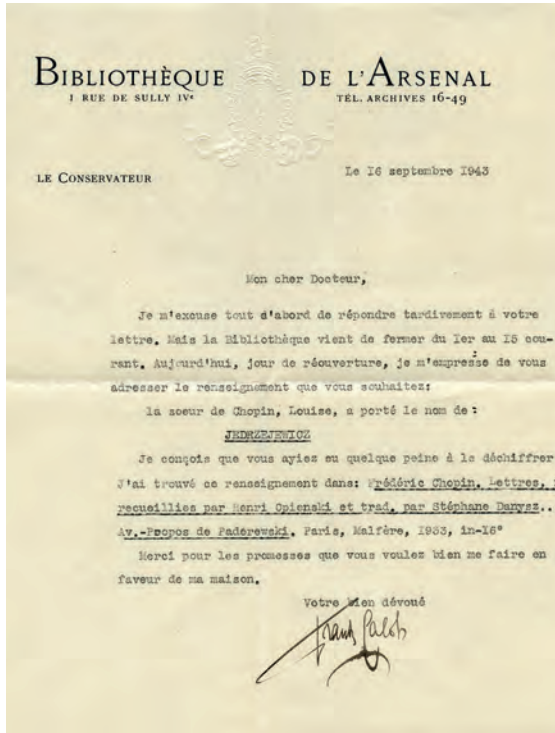 BIBLIOTHÈQUE DE L'ARSENAL
1 RUE DE SULLY IVe TÉL. ARCHIVES 16-49
LE CONSERVATEUR
Le I6 septembre I943
Mon cher Docteur,
Je m'excuse tout d'abord de répondre tardivement à votre
lettre. Mais la Bibliothèque vient de fermer du Ier au I5 cou-
rant. Aujourd'hui, jour de réouverture, je m'empresse de vous
adresser le renseignement que vous souhaitez:
la soeur de Chopin, Louise, a porté le nom de :
JEDRZEJEWICZ
Je conçois que vous ayiez eu quelque peine à le déchiffrer
J'ai trouvé ce renseignement dans: Frédéric Chopin. Lettres,
recueillies par Henri Opienski et trad. par Stéphane Danysz..
Av.-Propos de Paderewski. Paris, Malfère, I933, in-I6°
Merci pour les promesses que vous voulez bien me faire en
faveur de ma maison.
Votre bien dévoué